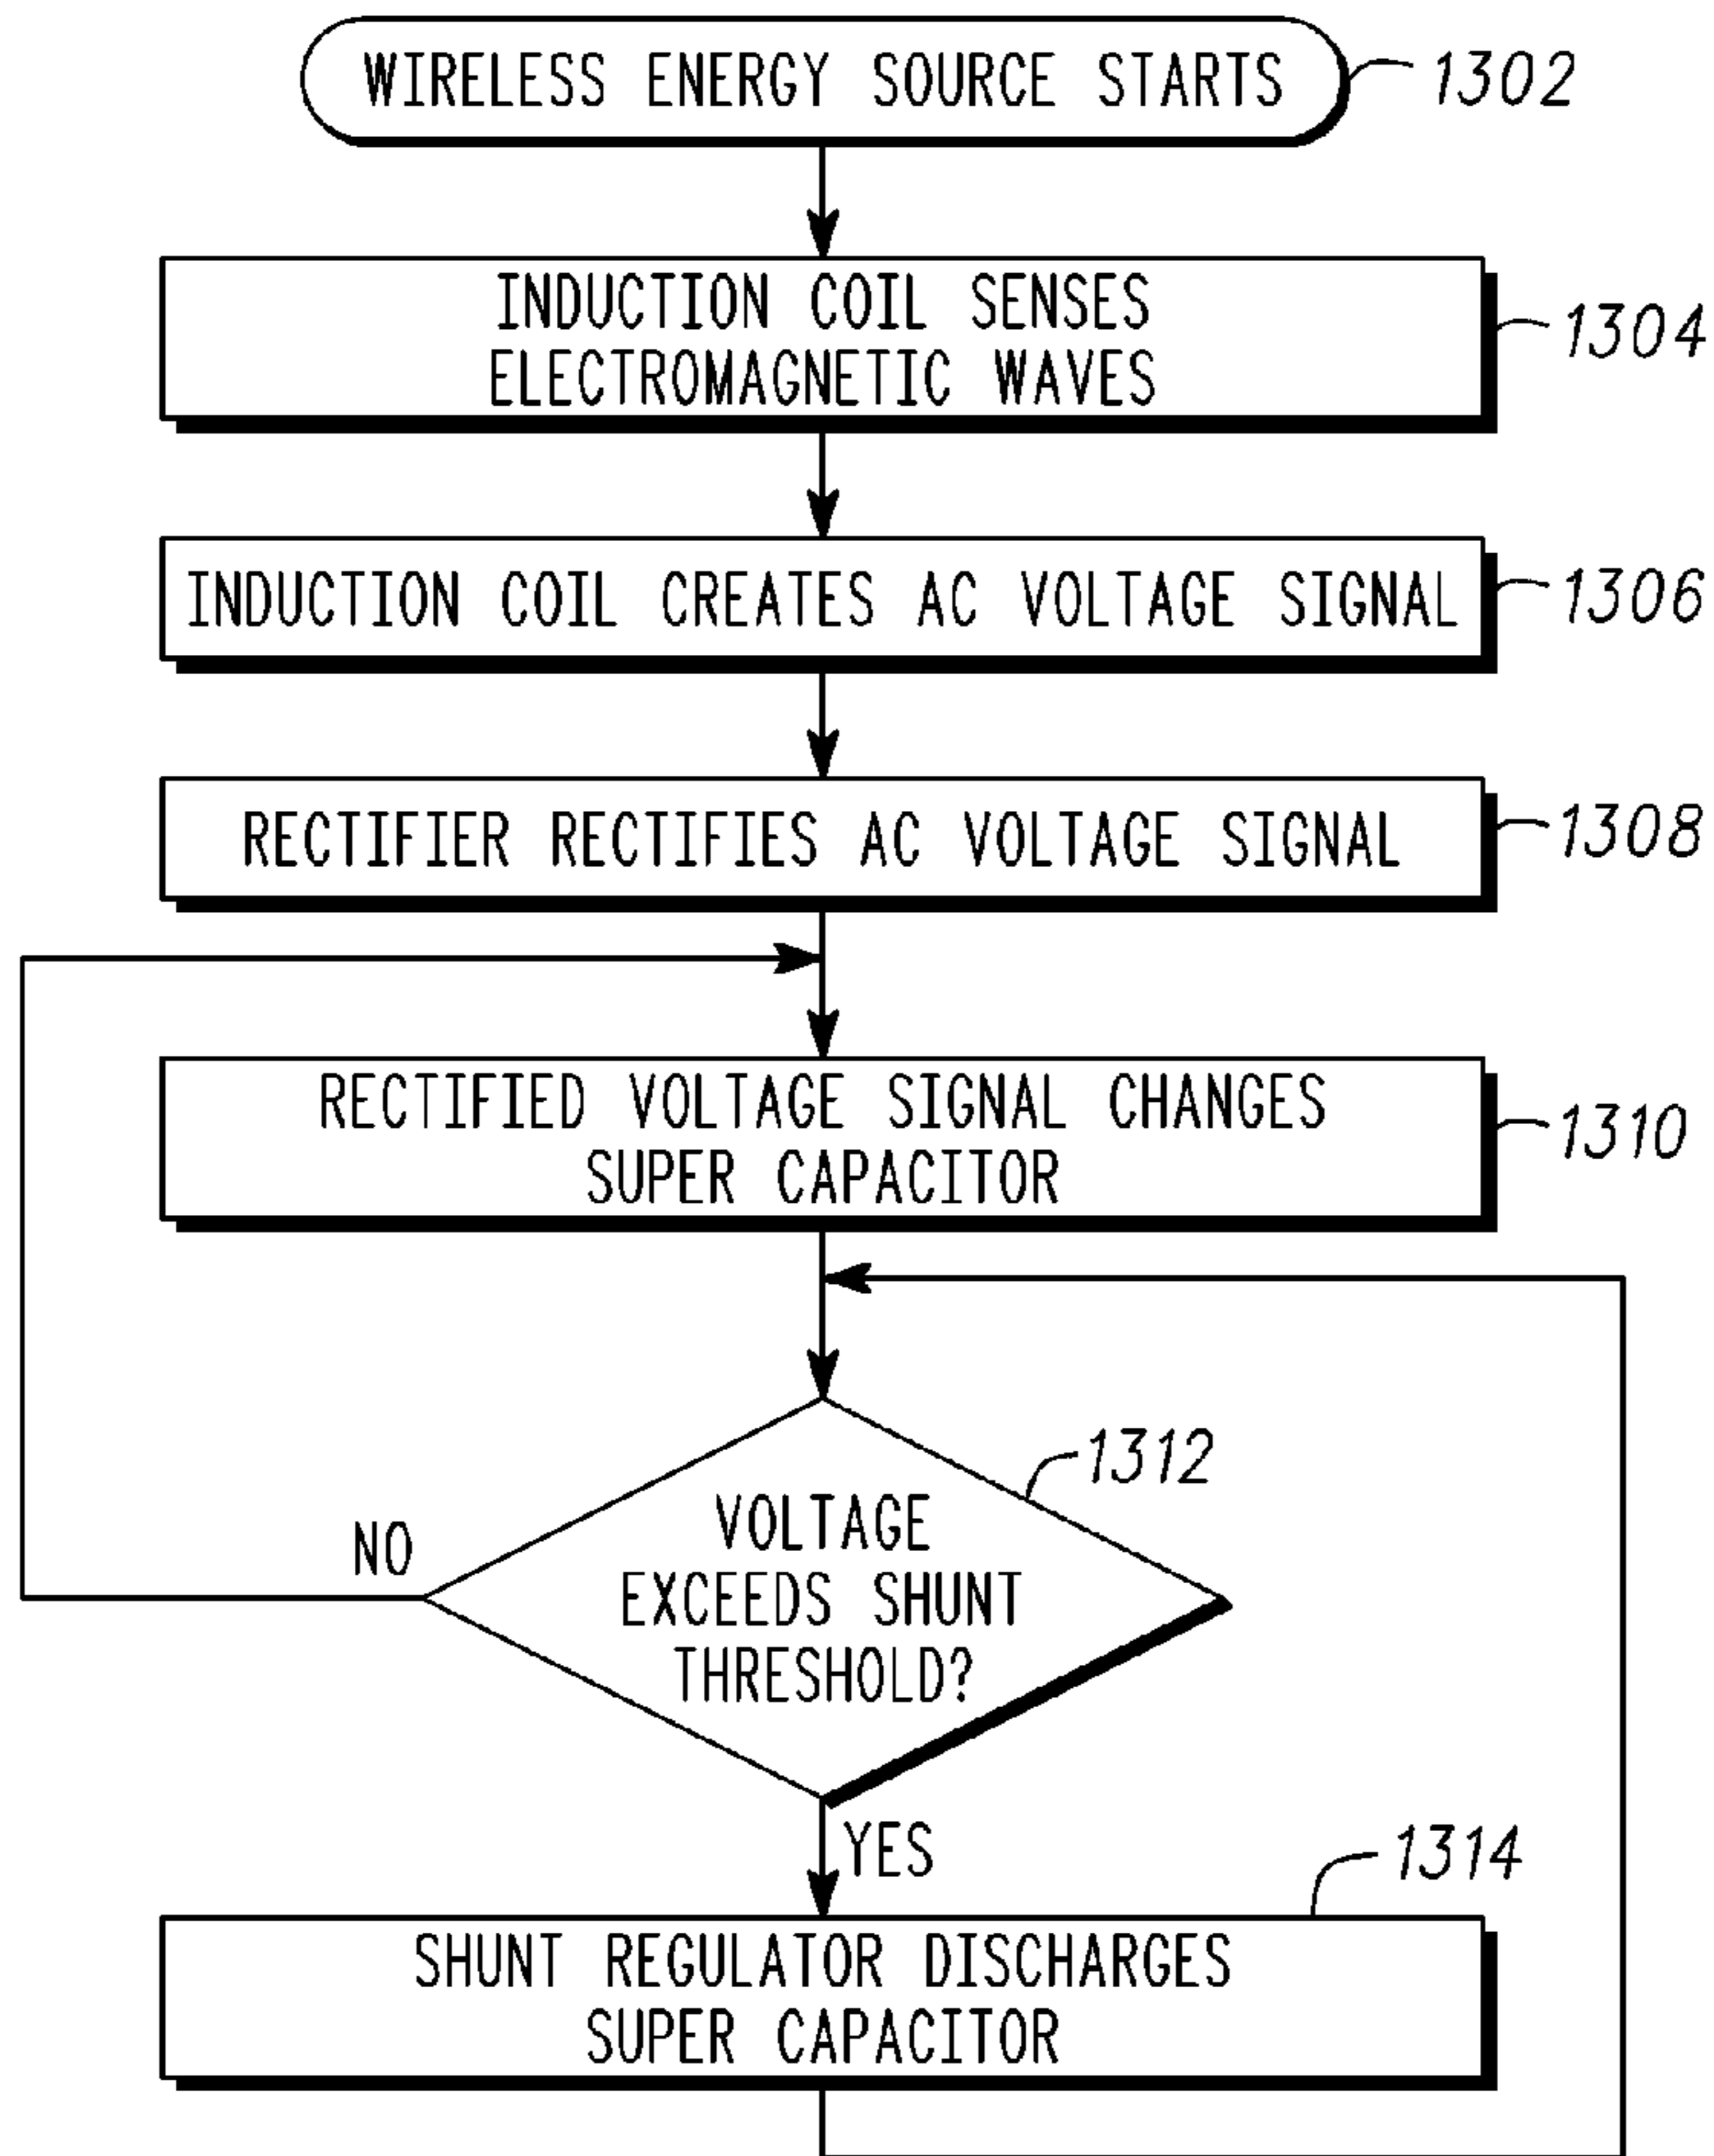 WIRELESS ENERGY SOURCE STARTS
1302
INDUCTION COIL SENSES
ELECTROMAGNETIC WAVES
1304
INDUCTION COIL CREATES AC VOLTAGE SIGNAL
1306
RECTIFIER RECTIFIES AC VOLTAGE SIGNAL
1308
RECTIFIED VOLTAGE SIGNAL CHANGES
SUPER CAPACITOR
1310
1312
VOLTAGE
EXCEEDS SHUNT
THRESHOLD?
NO
YES
1314
SHUNT REGULATOR DISCHARGES
SUPER CAPACITOR